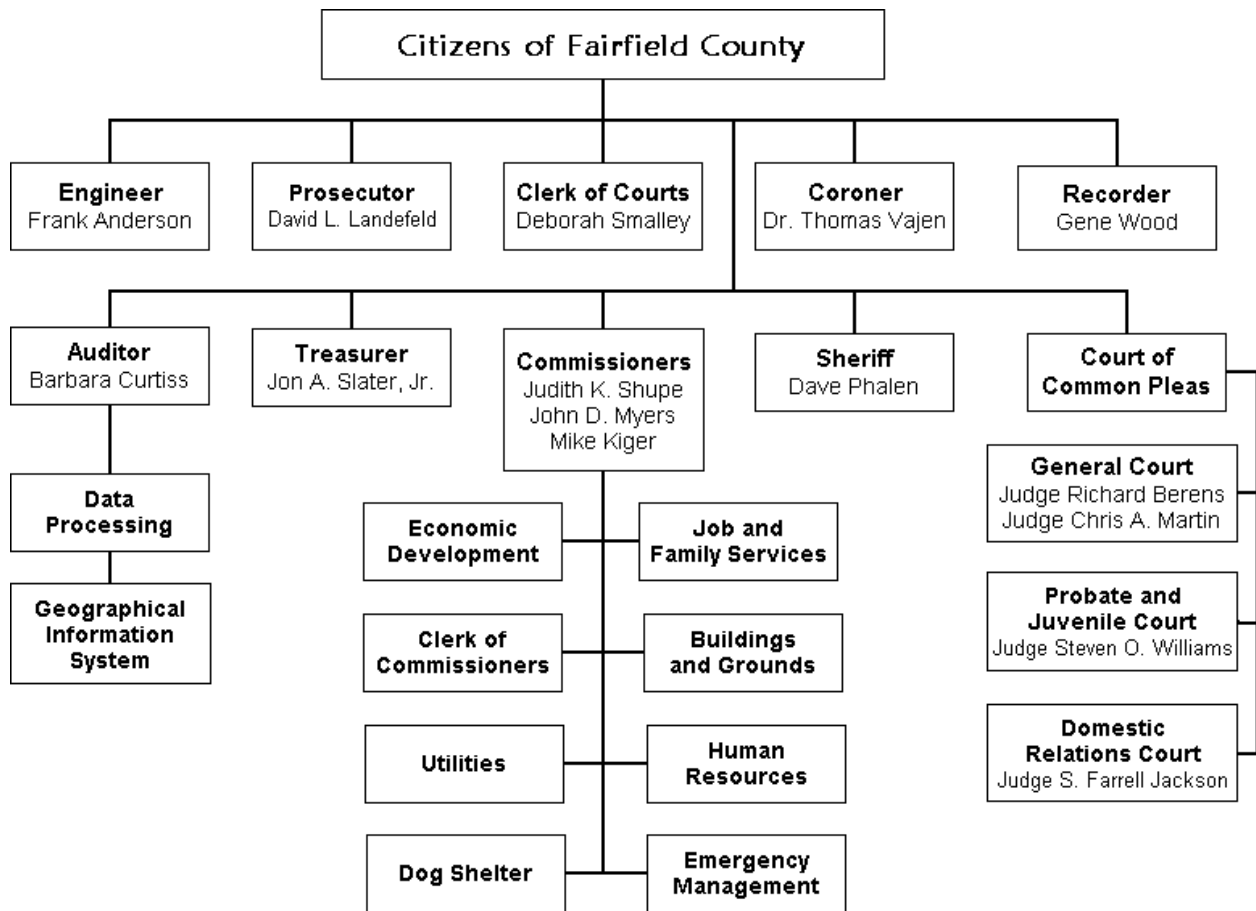 Citizens of Fairfield County
Engineer
Frank Anderson
Prosecutor
David L. Landefeld
Clerk of Courts
Deborah Smalley
Coroner
Dr. Thomas Vajen
Recorder
Gene Wood
Auditor
Barbara Curtiss
Treasurer
Jon A. Slater, Jr.
Commissioners
Judith K. Shupe
John D. Myers
Mike Kiger
Sheriff
Dave Phalen
Court of
Common Pleas
Data
Processing
Geographical
Information
System
Economic
Development
Job and
Family Services
Clerk of
Commissioners
Buildings
and Grounds
Utilities
Human
Resources
Dog Shelter
Emergency
Management
General Court
Judge Richard Berens
Judge Chris A. Martin
Probate and
Juvenile Court
Judge Steven O. Williams
Domestic
Relations Court
Judge S. Farrell Jackson